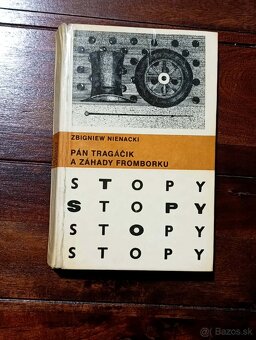 ZBIGNIEW NIENACKI
PÁN TRAGÁČIK
A ZÁHADY FROMBORKU
STOPY
STOPY
STOPY
STOPY
Bazos.sk